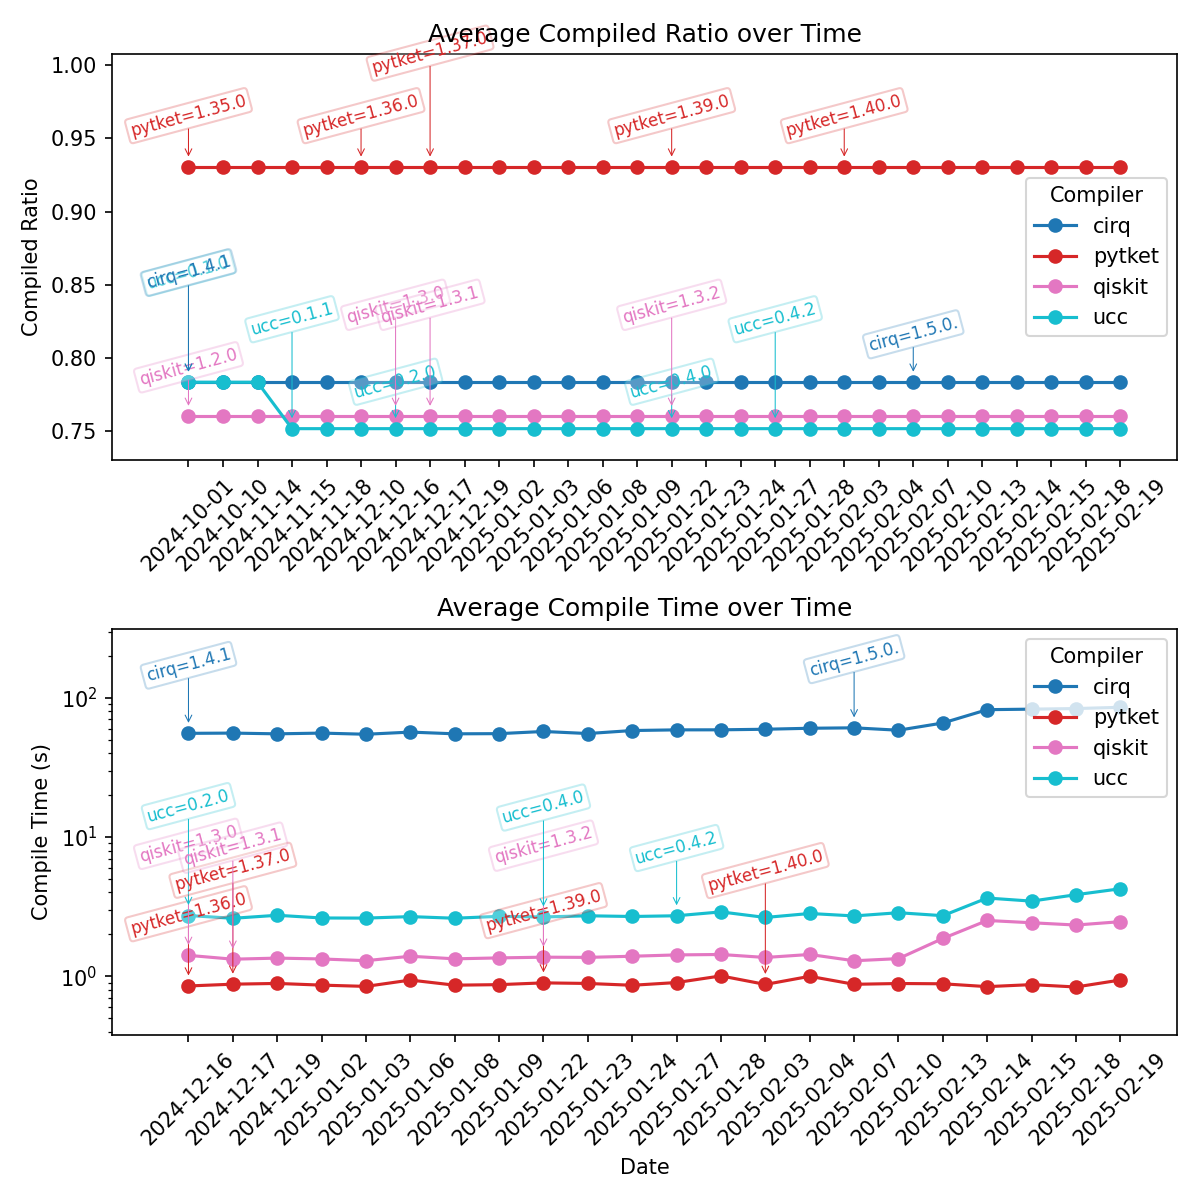 Average Compiled Ratio over Time
pytket=1.37.0
pytket=1.35.0
pytket=1.36.0
pytket=1.39.0
pytket=1.40.0
cirq=1.4.1
qiskit=1.3.0
qiskit=1.3.1
qiskit=1.3.2
ucc=0.1.1
ucc=0.4.2
cirq=1.5.0.
qiskit=1.2.0
ucc=0.2.0
ucc=0.4.0
Compiled Ratio
1.00
0.95
0.90
0.85
0.80
0.75
Compiler
cirq
pytket
qiskit
ucc
2024-10-01
2024-10-10
2024-11-14
2024-11-15
2024-11-18
2024-12-10
2024-12-16
2024-12-17
2024-12-19
2025-01-02
2025-01-03
2025-01-06
2025-01-08
2025-01-09
2025-01-22
2025-01-23
2025-01-24
2025-01-27
2025-01-28
2025-02-03
2025-02-04
2025-02-07
2025-02-10
2025-02-13
2025-02-14
2025-02-15
2025-02-18
2025-02-19
Average Compile Time over Time
cirq=1.4.1
cirq=1.5.0.
ucc=0.2.0
ucc=0.4.0
qiskit=1.3.0
qiskit=1.3.1
qiskit=1.3.2
ucc=0.4.2
pytket=1.37.0
pytket=1.40.0
pytket=1.36.0
pytket=1.39.0
Compile Time (s)
10²
10¹
10⁰
Compiler
cirq
pytket
qiskit
ucc
2024-12-16
2024-12-17
2024-12-19
2025-01-02
2025-01-03
2025-01-06
2025-01-08
2025-01-09
2025-01-22
2025-01-23
2025-01-24
2025-01-27
2025-01-28
2025-02-03
2025-02-04
2025-02-07
2025-02-10
2025-02-13
2025-02-14
2025-02-15
2025-02-18
2025-02-19
Date